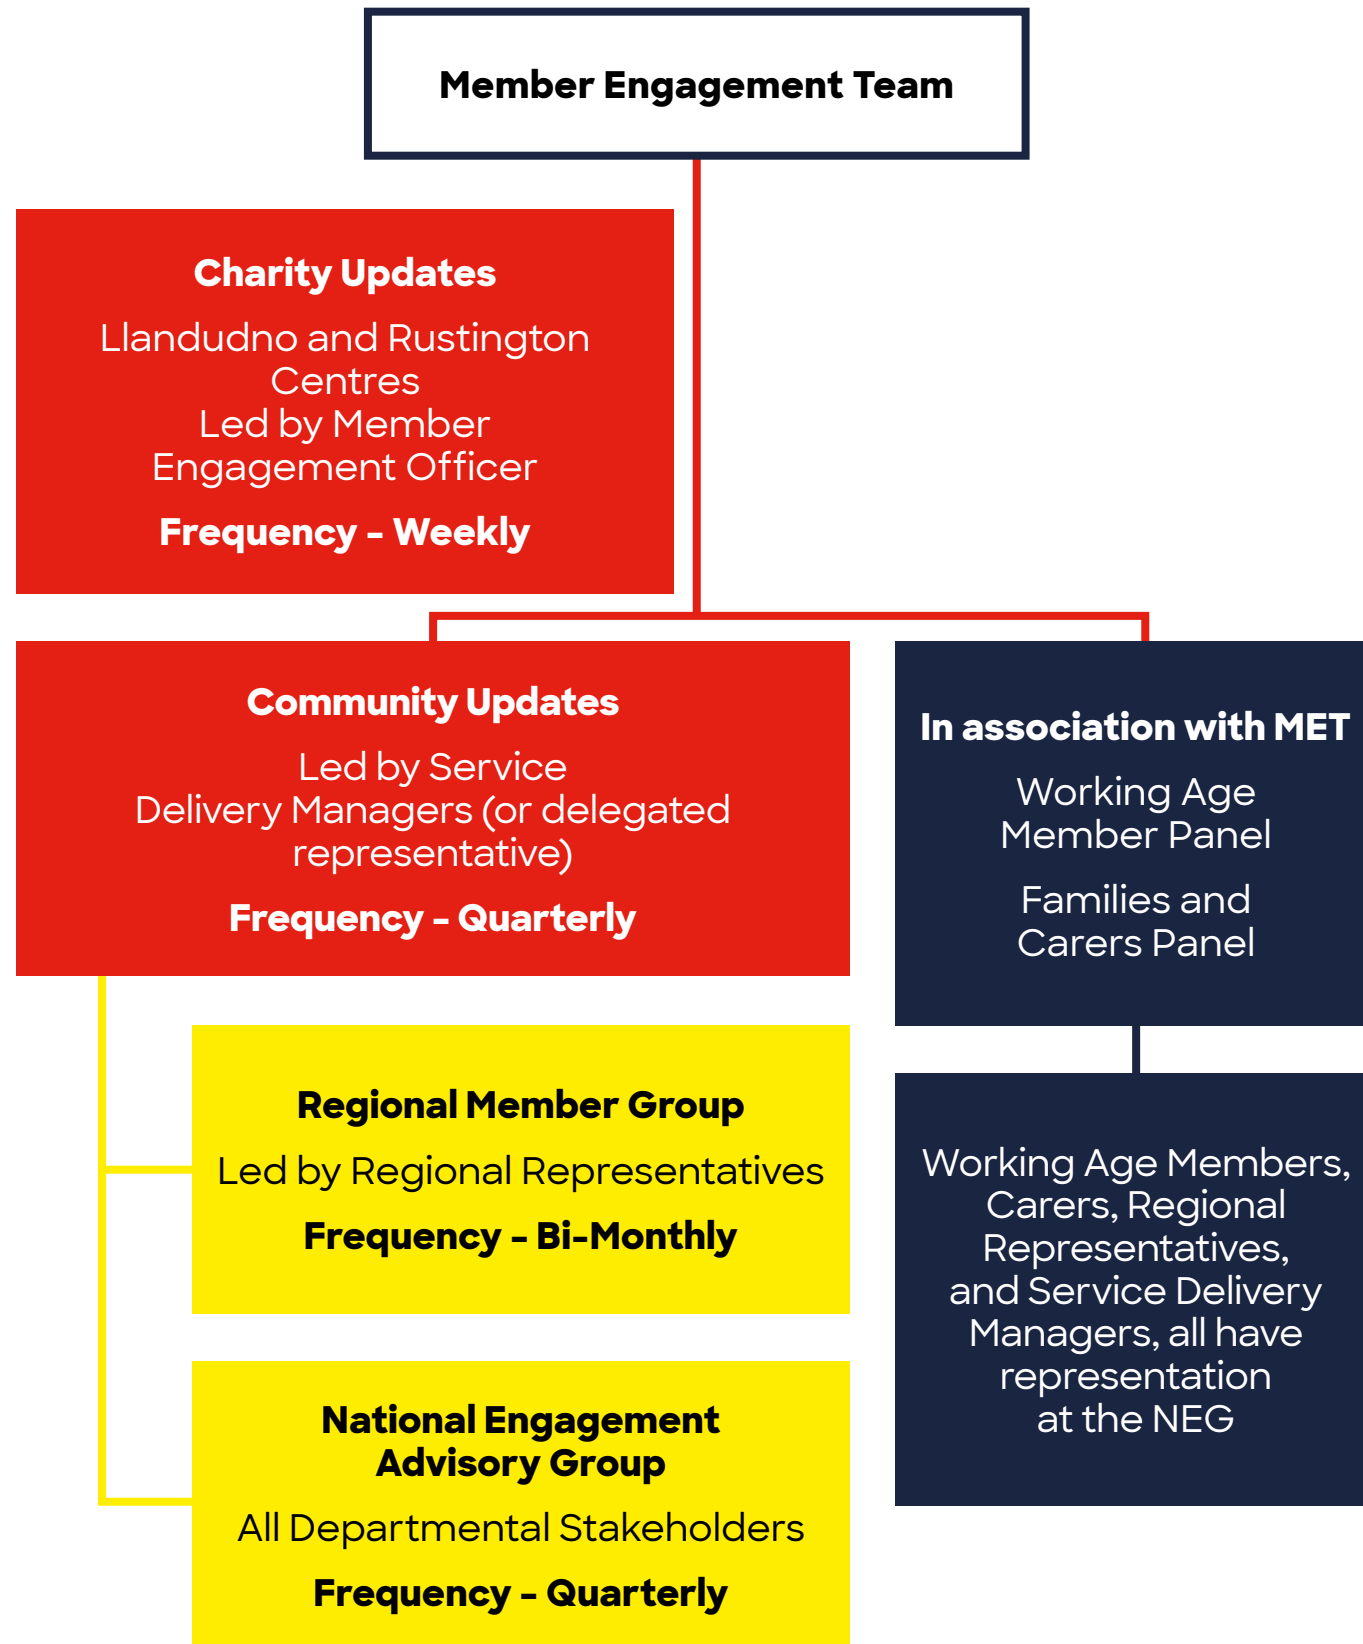 Member Engagement Team
Charity Updates
Llandudno and Rustington
Centres
Led by Member
Engagement Officer
Frequency - Weekly
Community Updates
Led by Service
Delivery Managers (or delegated
representative)
Frequency - Quarterly
In association with MET
Working Age
Member Panel
Families and
Carers Panel
Regional Member Group
Led by Regional Representatives
Frequency - Bi-Monthly
National Engagement
Advisory Group
All Departmental Stakeholders
Frequency - Quarterly
Working Age Members,
Carers, Regional
Representatives,
and Service Delivery
Managers, all have
representation
at the NEG